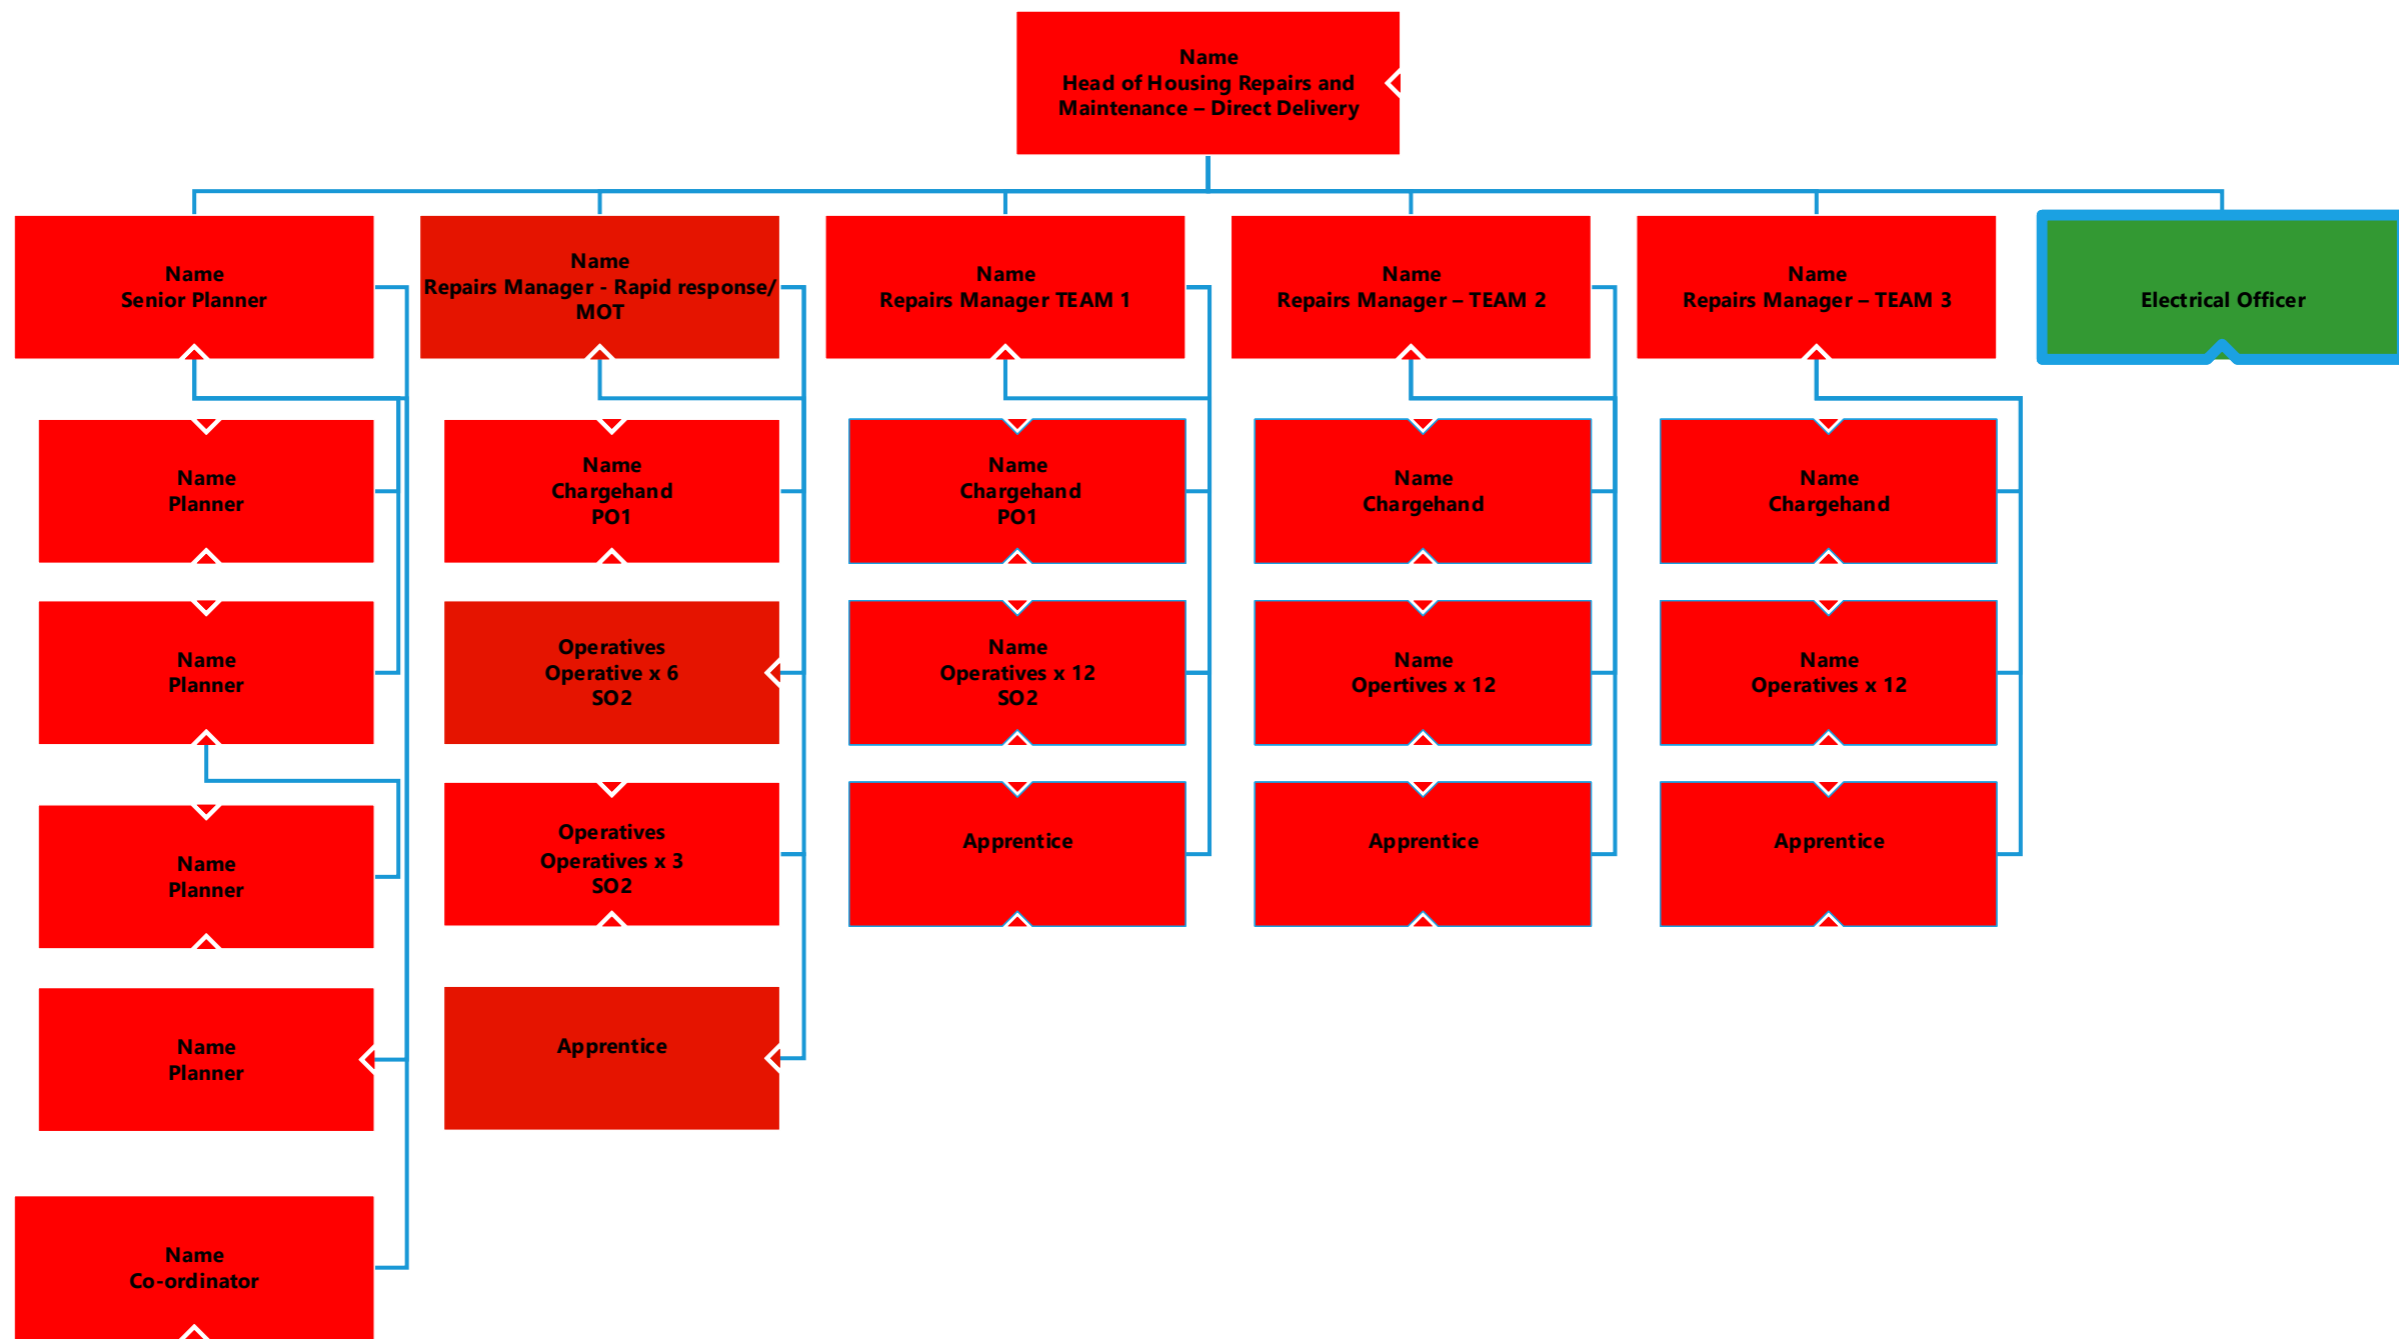 Name
Head of Housing Repairs and
Maintenance – Direct Delivery
Name
Senior Planner
Name
Repairs Manager - Rapid response/
MOT
Name
Repairs Manager TEAM 1
Name
Repairs Manager – TEAM 2
Name
Repairs Manager – TEAM 3
Electrical Officer
Name
Planner
Name
Chargehand
PO1
Name
Chargehand
PO1
Name
Chargehand
Name
Chargehand
Name
Planner
Operatives
Operative x 6
SO2
Name
Operatives x 12
SO2
Name
Opertives x 12
Name
Operatives x 12
Name
Planner
Operatives
Operatives x 3
SO2
Apprentice
Apprentice
Apprentice
Name
Planner
Apprentice
Name
Co-ordinator